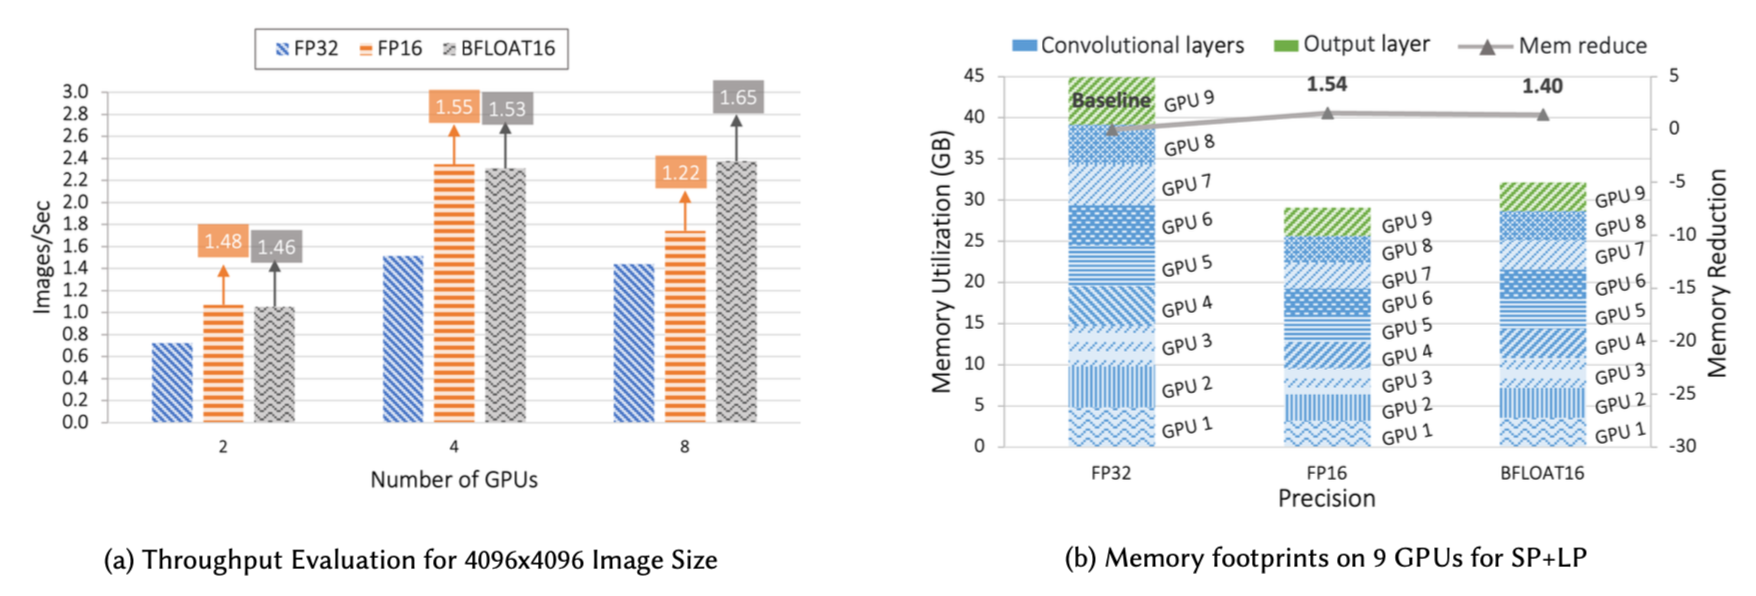 FP32 FP16 BFLOAT16
3.0
2.8
2.6
2.4
2.2
2.0
1.8
1.6
1.4
1.2
1.0
0.8
0.6
0.4
0.2
0.0
Images/Sec
1.48
1.46
1.55
1.53
1.22
1.65
2 4 8
Number of GPUs
(a) Throughput Evaluation for 4096x4096 Image Size
Convolutional layers Output layer Mem reduce
45
40
35
30
25
20
15
10
5
0
Memory Utilization (GB)
Baseline
1.54
1.40
GPU 9
GPU 8
GPU 7
GPU 6
GPU 5
GPU 4
GPU 3
GPU 2
GPU 1
GPU 9
GPU 8
GPU 7
GPU 6
GPU 5
GPU 4
GPU 3
GPU 2
GPU 1
GPU 9
GPU 8
GPU 7
GPU 6
GPU 5
GPU 4
GPU 3
GPU 2
GPU 1
5
0
-5
-10
-15
-20
-25
-30
Memory Reduction
FP32 FP16 BFLOAT16
Precision
(b) Memory footprints on 9 GPUs for SP+LP